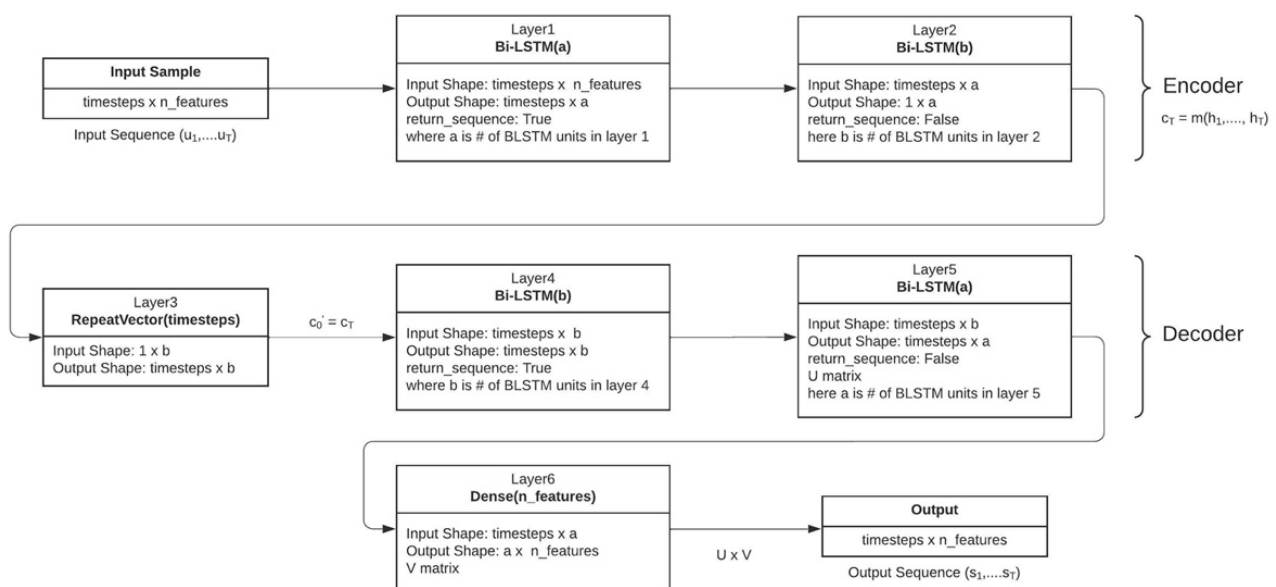 Layer1
Bi-LSTM(a)
Input Shape: timesteps x  n_features
Output Shape: timesteps x a
return_sequence: True
where a is # of BLSTM units in layer 1
Layer2
Bi-LSTM(b)
Input Shape: timesteps x a
Output Shape: 1 x a
return_sequence: False
here b is # of BLSTM units in layer 2
Input Sample
timesteps x n_features
Input Sequence (u₁,....u_T)
Encoder
c_T = m(h₁,...., h_T)
Layer3
RepeatVector(timesteps)
Input Shape: 1 x b
Output Shape: timesteps x b
c₀' = c_T
Layer4
Bi-LSTM(b)
Input Shape: timesteps x  b
Output Shape: timesteps x b
return_sequence: True
where b is # of BLSTM units in layer 4
Layer5
Bi-LSTM(a)
Input Shape: timesteps x b
Output Shape: timesteps x a
return_sequence: False
U matrix
here a is # of BLSTM units in layer 5
Decoder
Layer6
Dense(n_features)
Input Shape: timesteps x a
Output Shape: a x  n_features
V matrix
U x V
Output
timesteps x n_features
Output Sequence (s₁,....s_T)